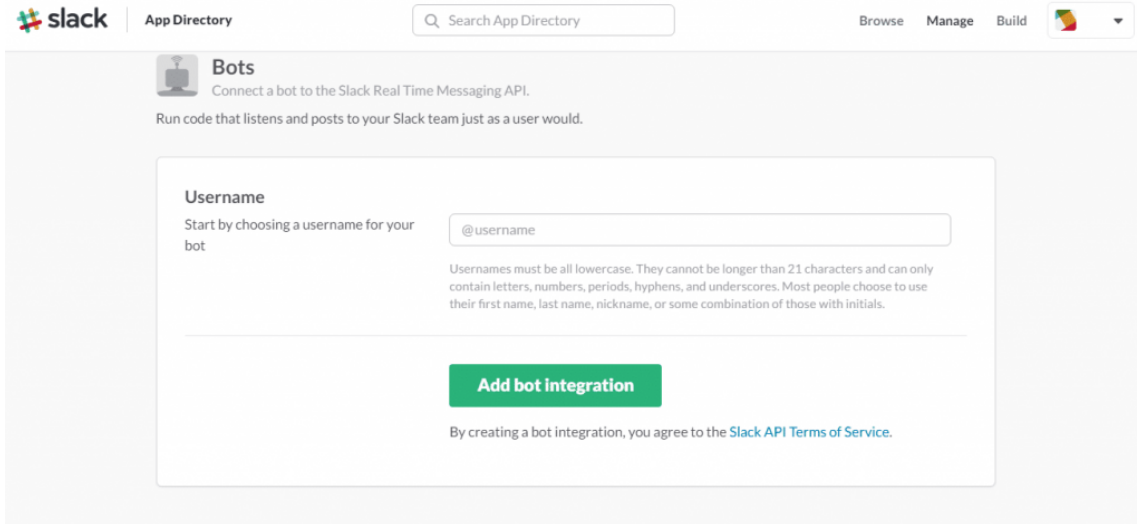 slack App Directory Search App Directory Browse Manage Build
Bots
Connect a bot to the Slack Real Time Messaging API.
Run code that listens and posts to your Slack team just as a user would.
Username
Start by choosing a username for your
bot
@username
Usernames must be all lowercase. They cannot be longer than 21 characters and can only
contain letters, numbers, periods, hyphens, and underscores. Most people choose to use
their first name, last name, nickname, or some combination of those with initials.
Add bot integration
By creating a bot integration, you agree to the Slack API Terms of Service.